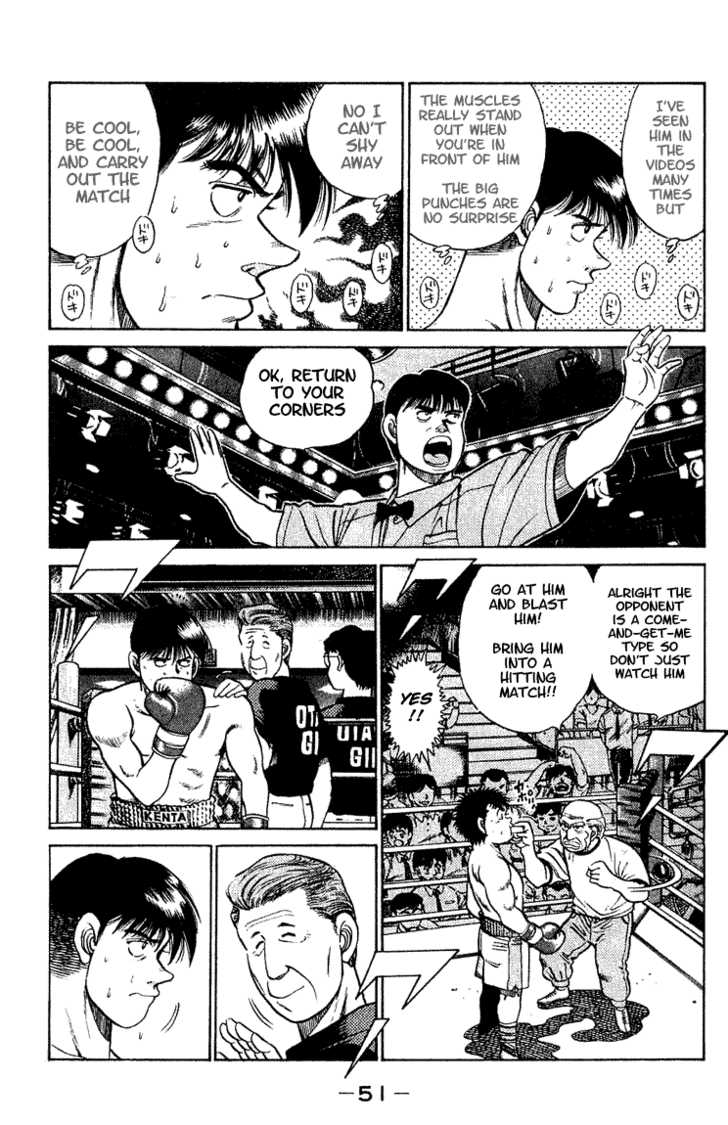 I'VE
SEEN
HIM IN
THE
VIDEOS
MANY
TIMES
BUT
THE MUSCLES
REALLY STAND
OUT WHEN
YOU'RE IN
FRONT OF HIM
THE BIG
PUNCHES ARE
NO SURPRISE
ドキ
ドキ
ドキ
NO I
CAN'T
SHY
AWAY
BE COOL,
BE COOL,
AND CARRY
OUT THE
MATCH
ドキ
ドキ
ドキ
ドキ
ドキ
OK, RETURN
TO YOUR
CORNERS
ALRIGHT THE
OPPONENT
IS A COME-
AND-GET-ME
TYPE SO
DON'T JUST
WATCH HIM
GO AT HIM
AND BLAST
HIM!
BRING HIM
INTO A
HITTING
MATCH!!
YES
!!
OTA
GI
OTA
GI
KENTA
-51-